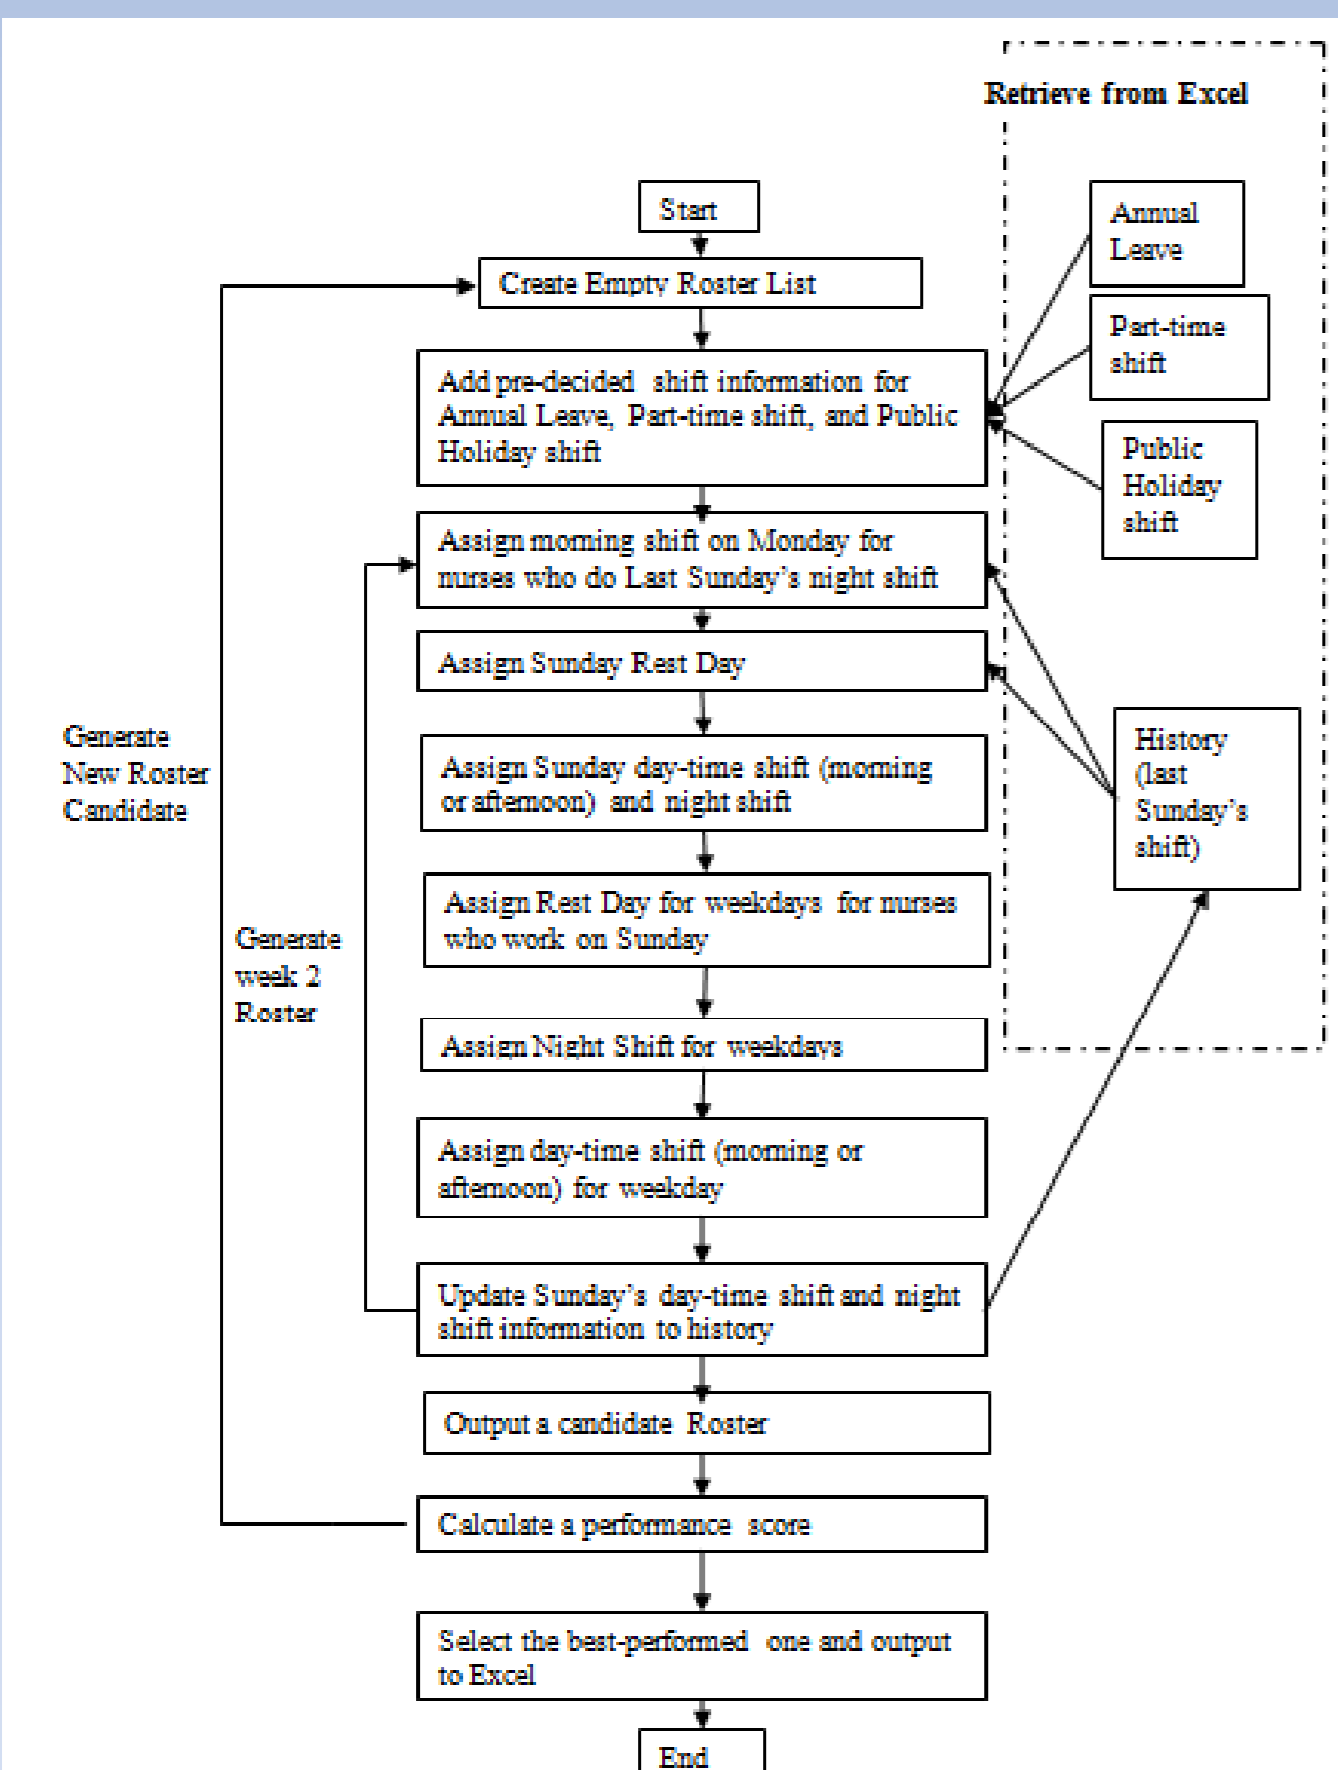 Retrieve from Excel
Start
Annual
Leave
Create Empty Roster List
Part-time
shift
Add pre-decided shift information for
Annual Leave, Part-time shift, and Public
Holiday shift
Public
Holiday
shift
Assign morning shift on Monday for
nurses who do Last Sunday's night shift
Assign Sunday Rest Day
Generate
New Roster
Candidate
History
(last
Sunday's
shift)
Assign Sunday day-time shift (morning
or afternoon) and night shift
Assign Rest Day for weekdays for nurses
who work on Sunday
Generate
week 2
Roster
Assign Night Shift for weekdays
Assign day-time shift (morning or
afternoon) for weekday
Update Sunday's day-time shift and night
shift information to history
Output a candidate Roster
Calculate a performance score
Select the best-performed one and output
to Excel
End